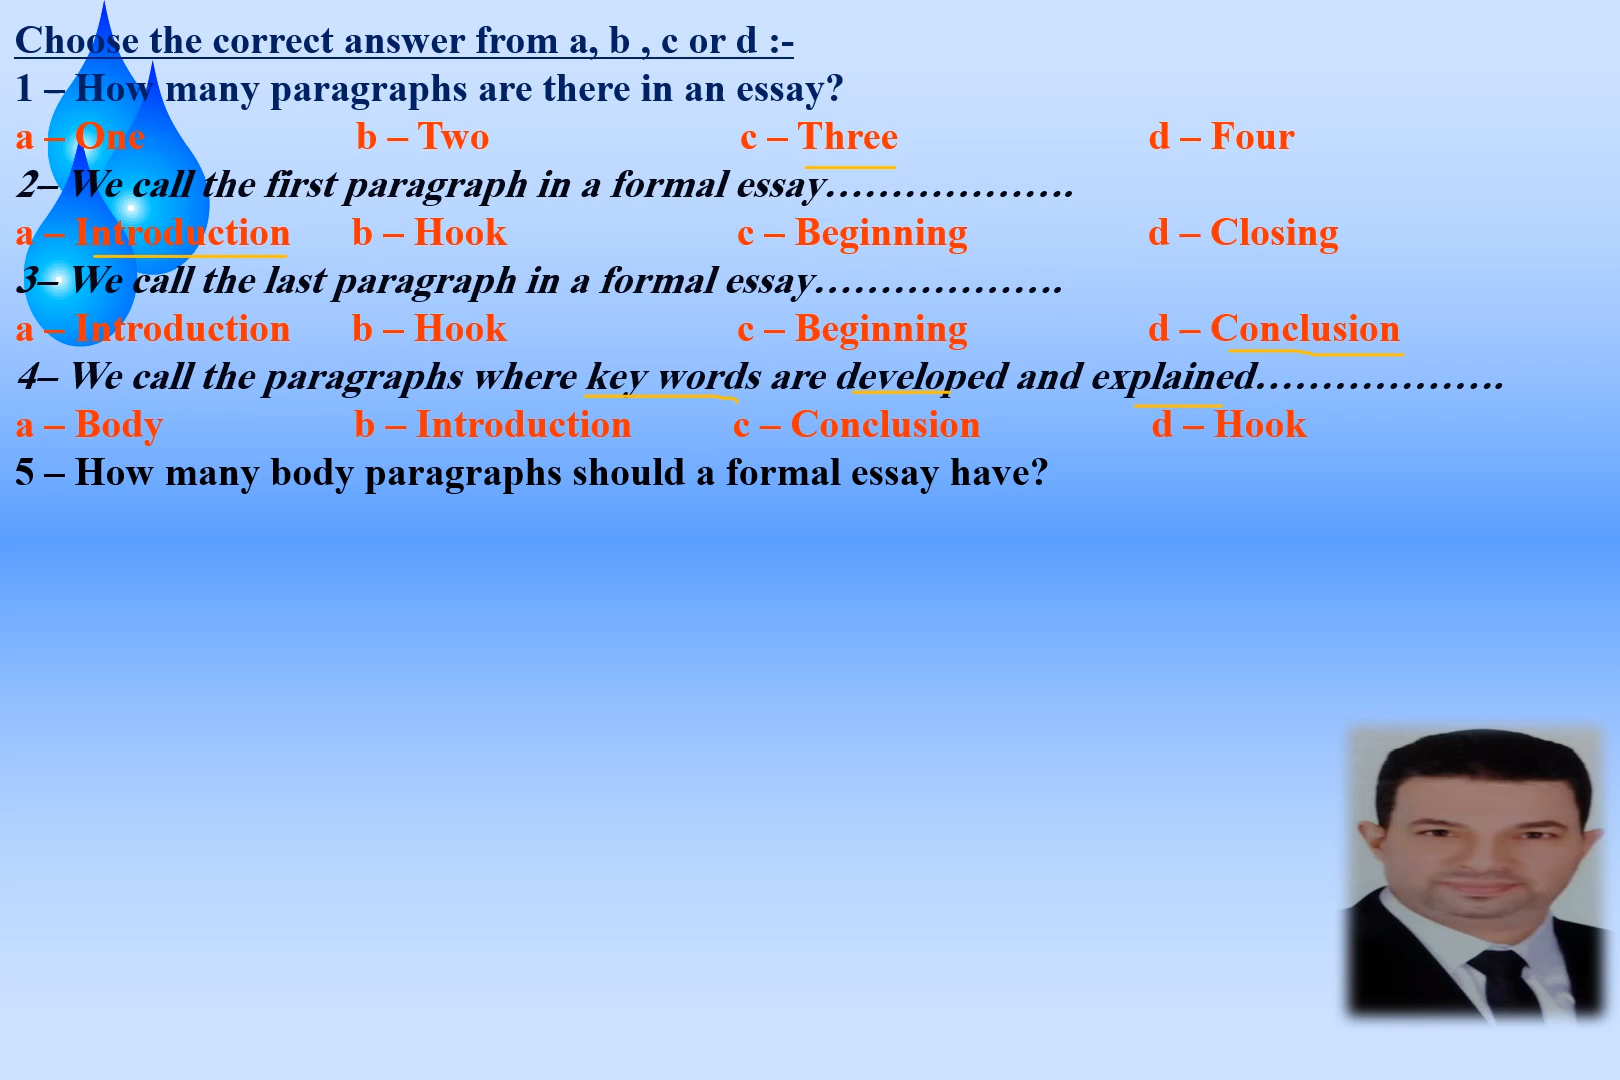 Choose the correct answer from a, b , c or d :-
1 – How many paragraphs are there in an essay?
a – One b – Two c – Three d – Four
2– We call the first paragraph in a formal essay……………….
a – Introduction b – Hook c – Beginning d – Closing
3– We call the last paragraph in a formal essay……………….
a – Introduction b – Hook c – Beginning d – Conclusion
4– We call the paragraphs where key words are developed and explained……………….
a – Body b – Introduction c – Conclusion d – Hook
5 – How many body paragraphs should a formal essay have?